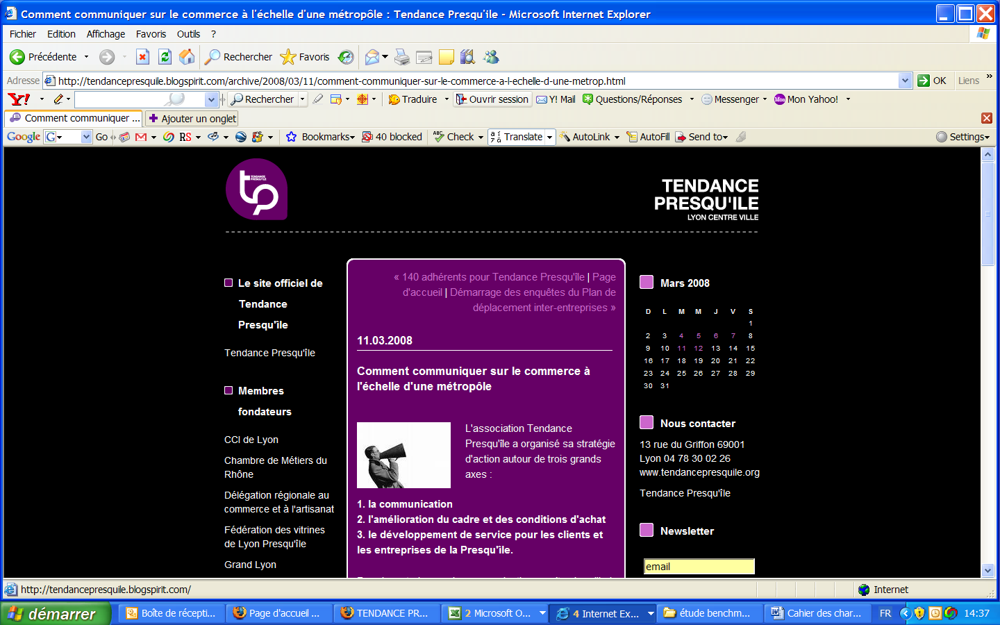 Comment communiquer sur le commerce à l'échelle d'une métropôle : Tendance Presqu'ile - Microsoft Internet Explorer
Fichier Edition Affichage Favoris Outils ?
Précédente Rechercher Favoris
Adresse http://tendancepresquile.blogspirit.com/archive/2008/03/11/comment-communiquer-sur-le-commerce-a-l-echelle-d-une-metrop.html OK Liens »
Y! Rechercher Traduire Ouvrir session Y! Mail Questions/Réponses Messenger Mon Mon Yahoo!
Comment communiquer ... Ajouter un onglet
Google G Go RS Bookmarks 40 blocked ABC Check Translate AutoLink AutoFill Send to Settings
tp
TENDANCE
PRESQU'ILE
TENDANCE
PRESQU'ILE
LYON CENTRE VILLE
Le site officiel de
Tendance
Presqu'île
Tendance Presqu'île
Membres
fondateurs
CCI de Lyon
Chambre de Métiers du
Rhône
Délégation régionale au
commerce et à l'artisanat
Fédération des vitrines
de Lyon Presqu'île
Grand Lyon
« 140 adhérents pour Tendance Presqu'île | Page
d'accueil | Démarrage des enquêtes du Plan de
déplacement inter-entreprises »
11.03.2008
Comment communiquer sur le commerce à
l'échelle d'une métropôle
L'association Tendance
Presqu'île a organisé sa stratégie
d'action autour de trois grands
axes :
1. la communication
2. l'amélioration du cadre et des conditions d'achat
3. le développement de service pour les clients et
les entreprises de la Presqu'île.
Mars 2008
D L M M J V S
1
2 3 4 5 6 7 8
9 10 11 12 13 14 15
16 17 18 19 20 21 22
23 24 25 26 27 28 29
30 31
Nous contacter
13 rue du Griffon 69001
Lyon 04 78 30 02 26
www.tendancepresquile.org
Tendance Presqu'île
Newsletter
email
http://tendancepresquile.blogspirit.com/ Internet
démarrer Boîte de récepti... Page d'accueil ... TENDANCE PR... 2 Microsoft O... 4 Internet Ex... étude benchm... Cahier des char... FR 14:37